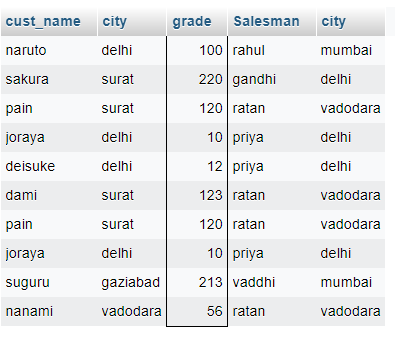 cust_name city grade Salesman city
naruto delhi 100 rahul mumbai
sakura surat 220 gandhi delhi
pain surat 120 ratan vadodara
joraya delhi 10 priya delhi
deisuke delhi 12 priya delhi
dami surat 123 ratan vadodara
pain surat 120 ratan vadodara
joraya delhi 10 priya delhi
suguru gaziabad 213 vaddhi mumbai
nanami vadodara 56 ratan vadodara